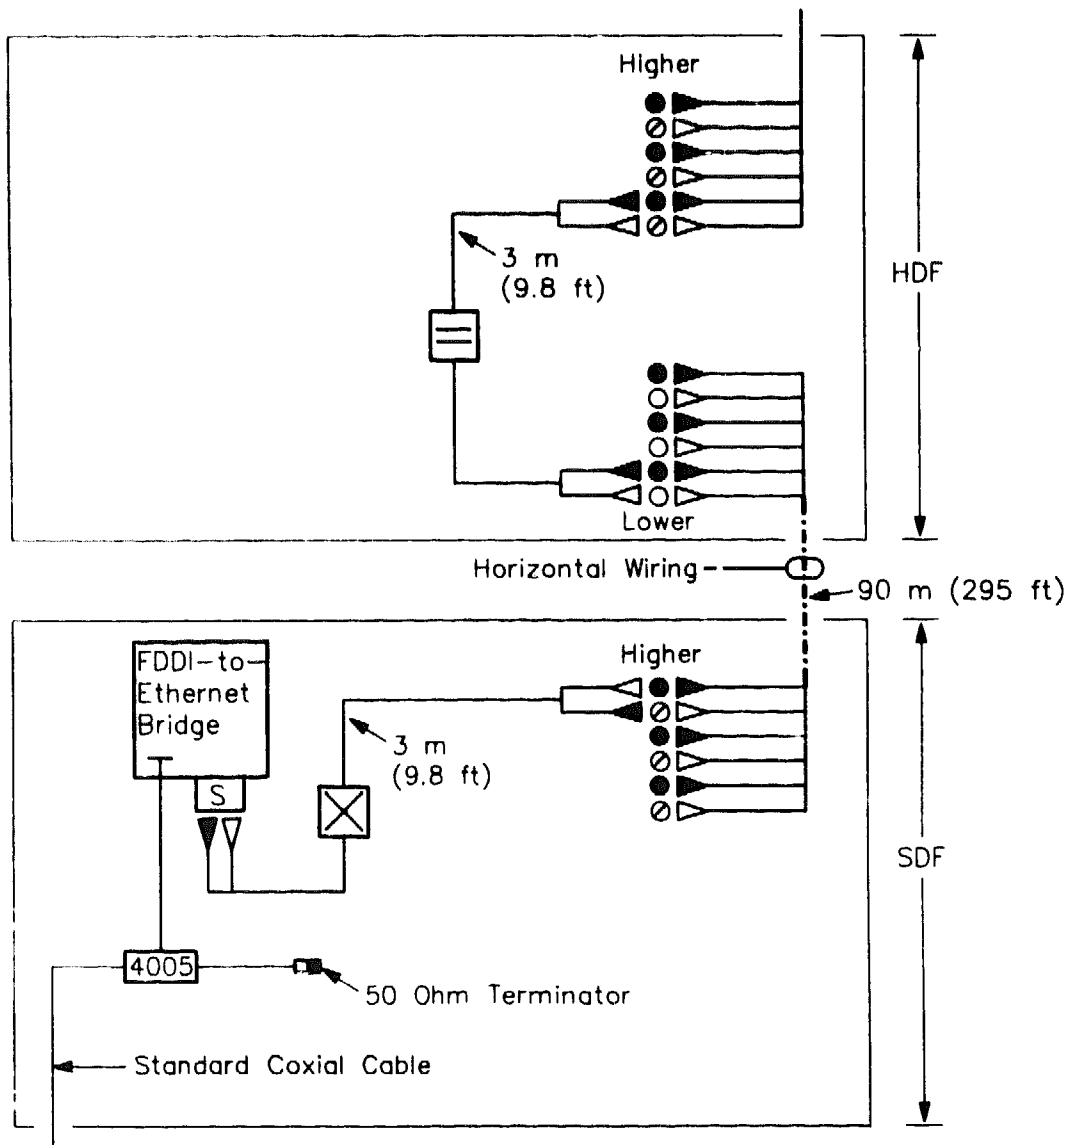 Higher
3 m
(9.8 ft)
HDF
Lower
Horizontal Wiring
90 m (295 ft)
Higher
FDDI-to-
Ethernet
Bridge
3 m
(9.8 ft)
S
SDF
4005
50 Ohm Terminator
Standard Coxial Cable